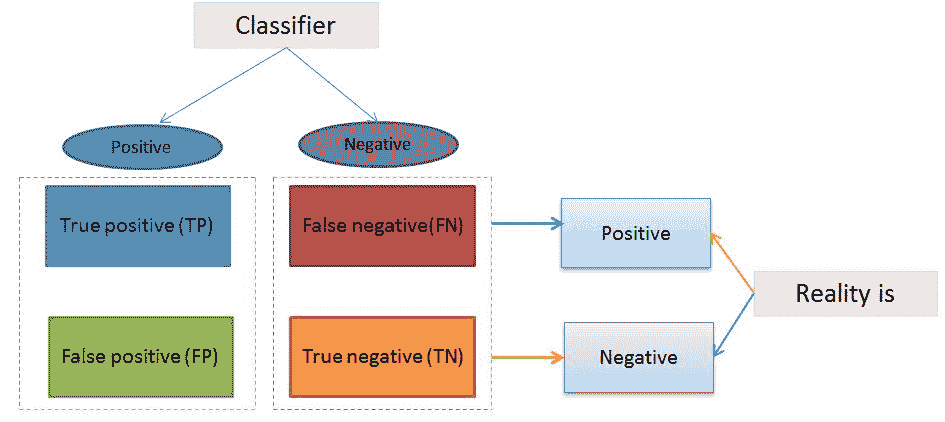 Classifier
Positive
Negative
True positive (TP)
False negative(FN)
Positive
Reality is
False positive (FP)
True negative (TN)
Negative